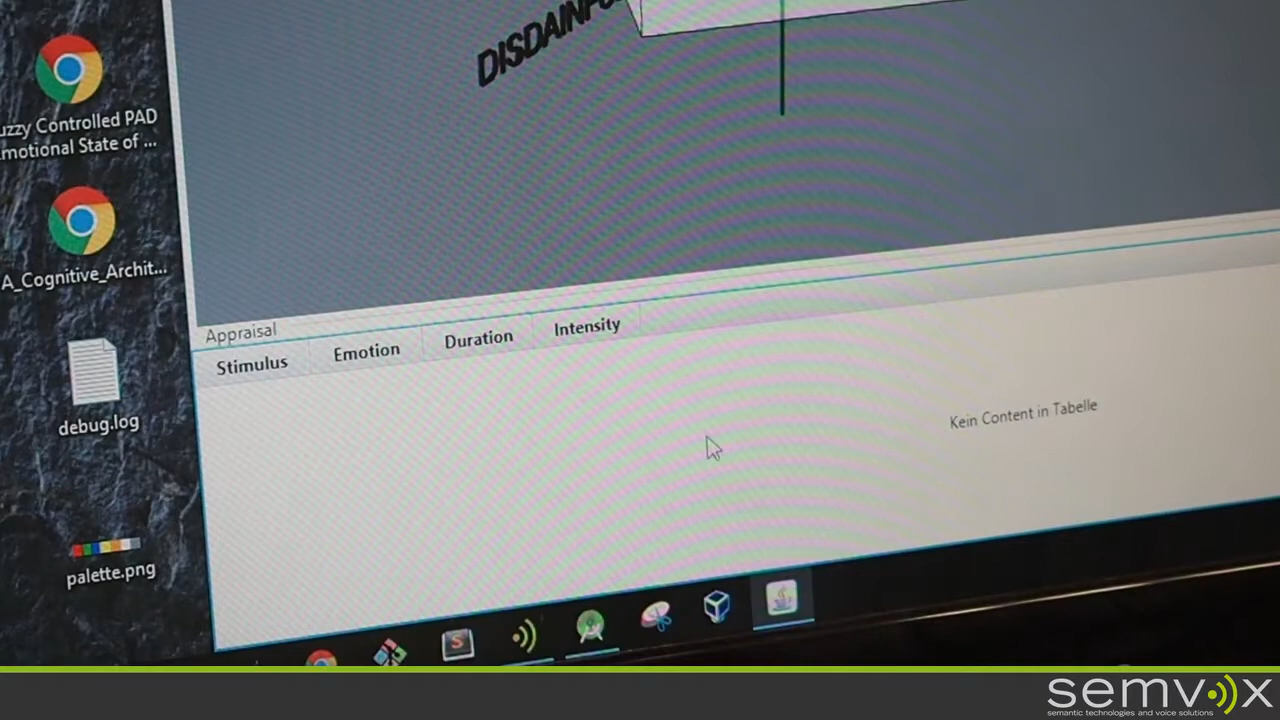 uzzy Controlled PAD
motional State of ...
A_Cognitive_Archit...
debug.log
palette.png
Appraisal
Stimulus
Emotion
Duration
Intensity
Kein Content in Tabelle
semvox
semantic technologies and voice solutions